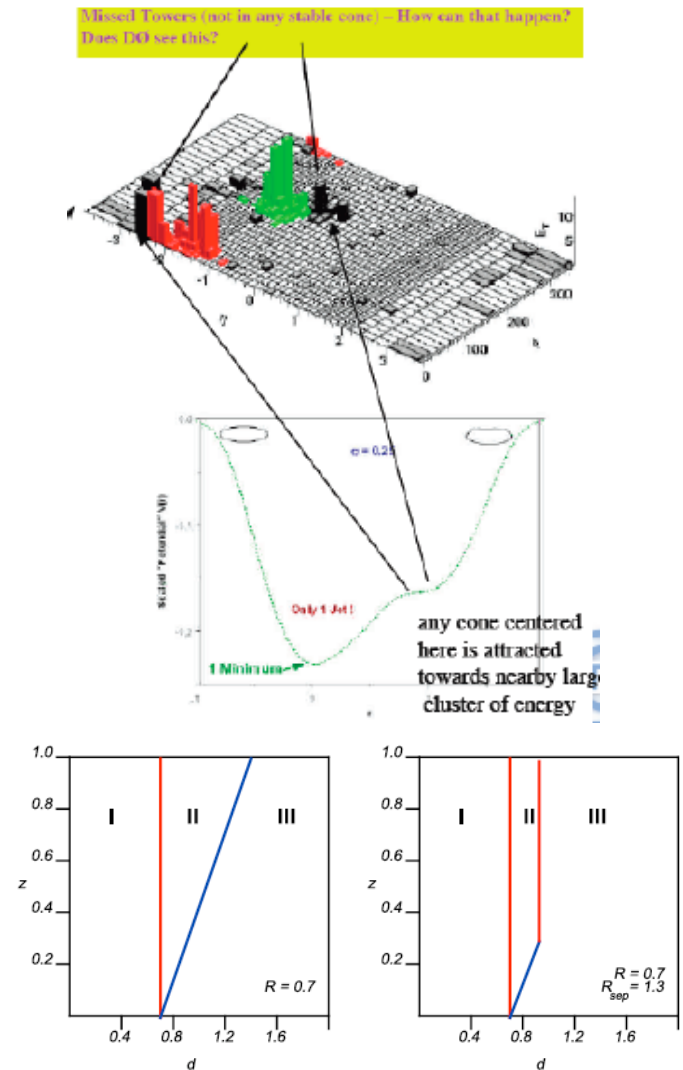 Missed Towers (not in any stable cone) – How can that happen?
Does DØ see this?
10
5
0
-3
-2
-1
0
1
2
3
300
200
100
0
any cone centered
here is attracted
towards nearby larg
cluster of energy
Only 1 Jet!
1 Minimum
1.0
0.8
0.6
z
0.4
0.2
I
II
III
R = 0.7
0.4
0.8
1.2
1.6
d
1.0
0.8
0.6
z
0.4
0.2
I
II
III
R = 0.7
Rsep = 1.3
0.4
0.8
1.2
1.6
d